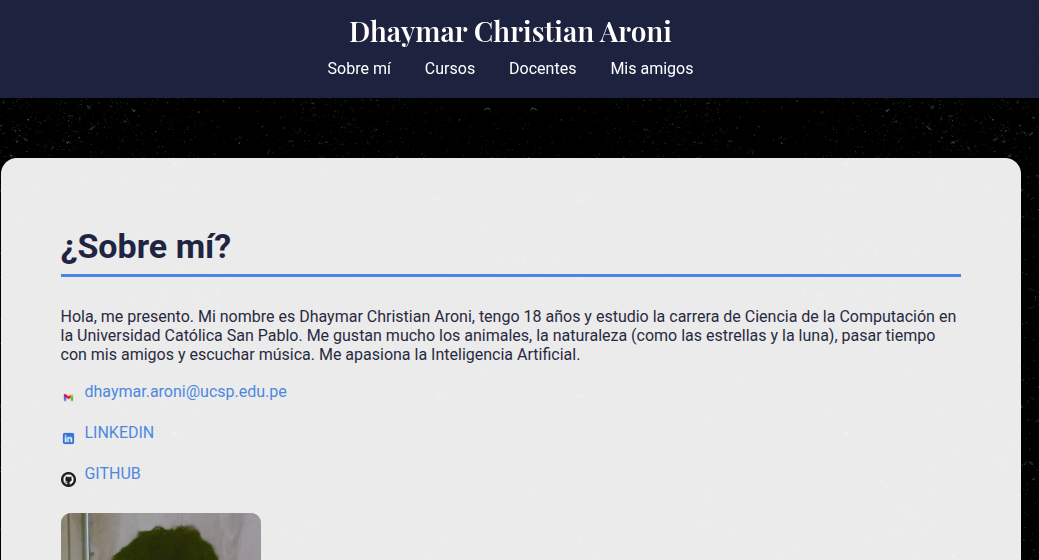 Dhaymar Christian Aroni
Sobre mí Cursos Docentes Mis amigos
¿Sobre mí?
Hola, me presento. Mi nombre es Dhaymar Christian Aroni, tengo 18 años y estudio la carrera de Ciencia de la Computación en
la Universidad Católica San Pablo. Me gustan mucho los animales, la naturaleza (como las estrellas y la luna), pasar tiempo
con mis amigos y escuchar música. Me apasiona la Inteligencia Artificial.
dhaymar.aroni@ucsp.edu.pe
LINKEDIN
GITHUB